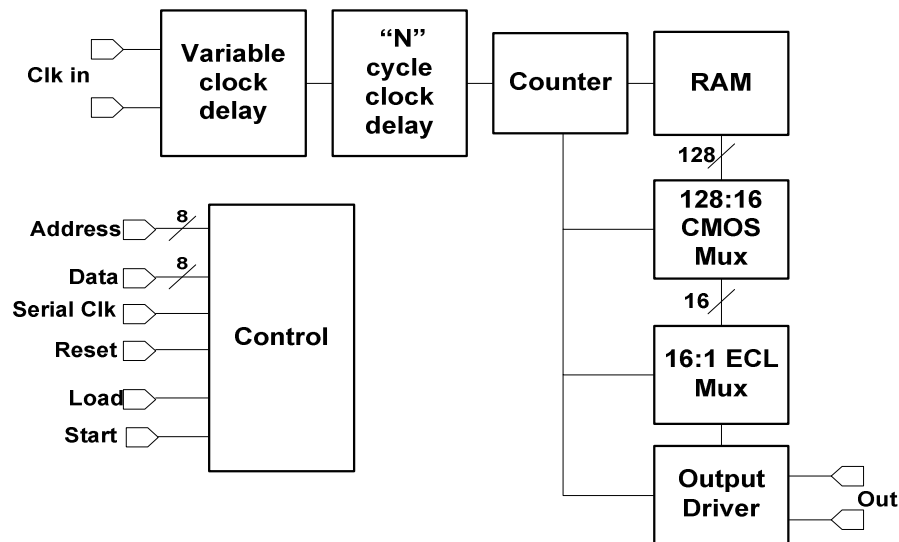 Clk in
Variable
clock
delay
“N”
cycle
clock
delay
Counter
RAM
128
128:16
CMOS
Mux
16
16:1 ECL
Mux
Output
Driver
Out
Address
8
Data
8
Serial Clk
Reset
Load
Start
Control